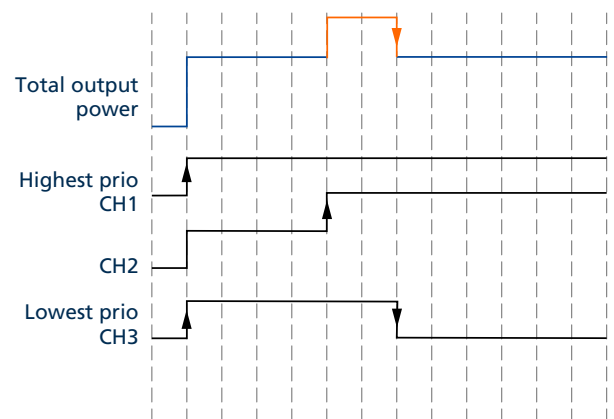 Total output
power
Highest prio
CH1
CH2
Lowest prio
CH3